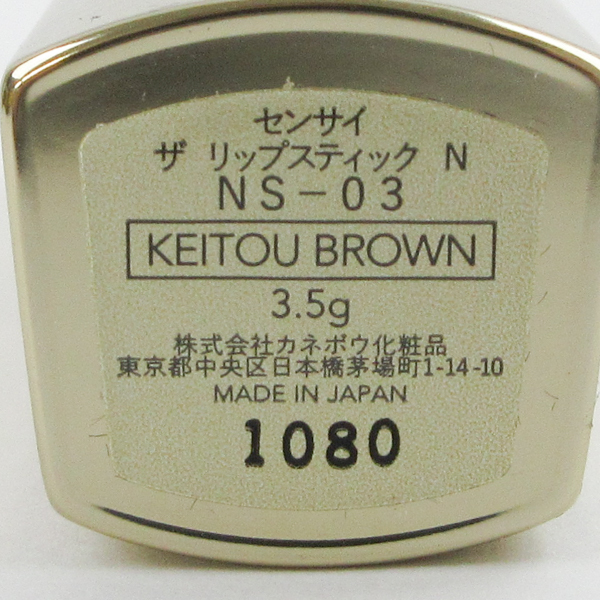 センサイ
ザ リップスティック N
NS-03
KEITOU BROWN
3.5g
株式会社カネボウ化粧品
東京都中央区日本橋茅場町1-14-10
MADE IN JAPAN
1080